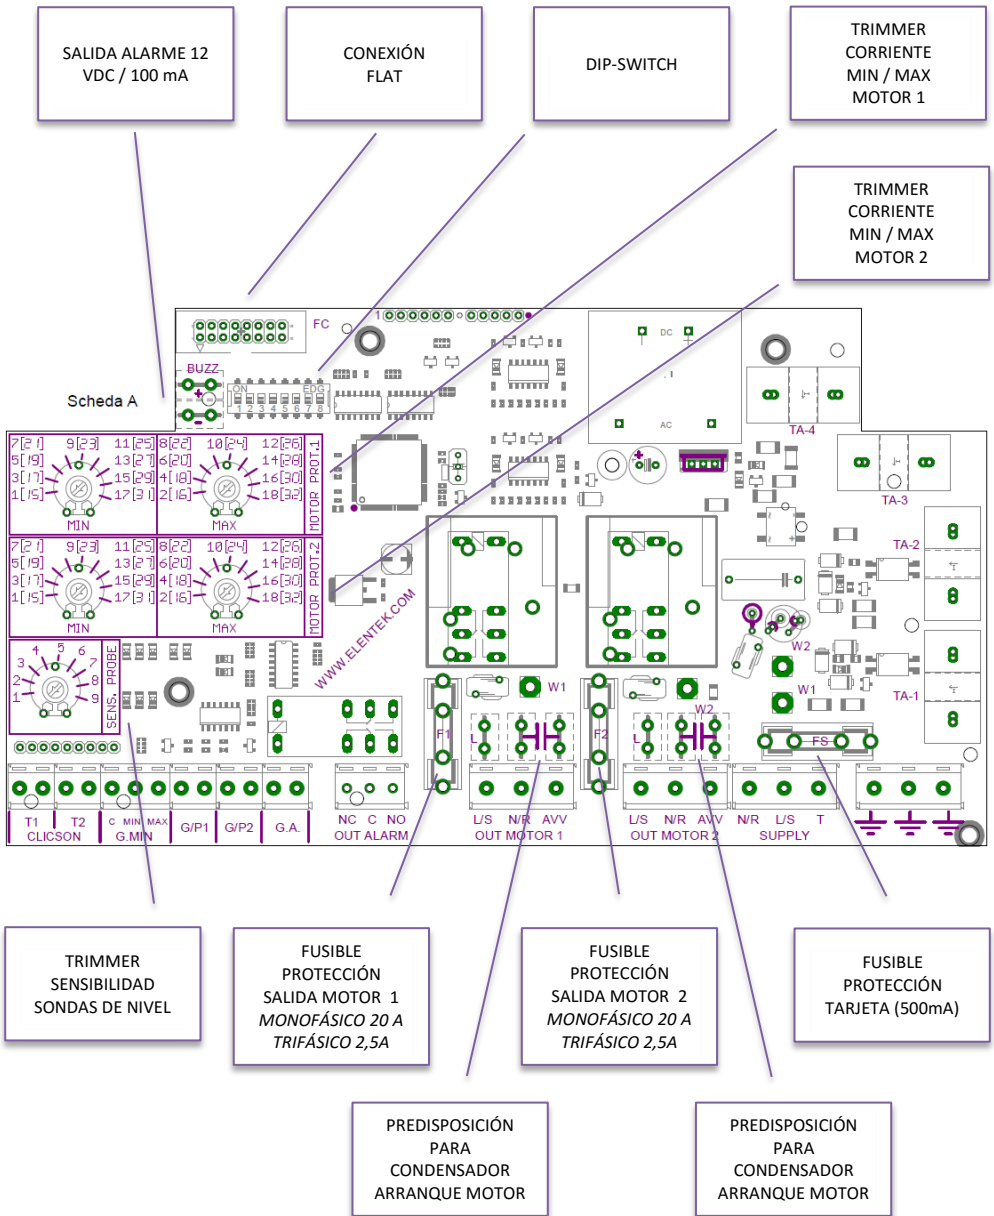 SALIDA ALARME 12
VDC / 100 mA
CONEXIÓN
FLAT
DIP-SWITCH
TRIMMER
CORRIENTE
MIN / MAX
MOTOR 1
TRIMMER
CORRIENTE
MIN / MAX
MOTOR 2
FC
1
DC
AC
BUZZ
+
-
ON
EDG
1 2 3 4 5 6 7 8
Scheda A
TA-4
TA-3
TA-2
TA-1
7[21] 9[23] 11[25] 8[22] 10[24] 12[26]
5[19] 13[27] 6[20] 14[28]
3[17] 15[29] 4[18] 16[30]
1[15] 17[31] 2[16] 18[32]
MIN MAX
MOTOR PROT.1
7[21] 9[23] 11[25] 8[22] 10[24] 12[26]
5[19] 13[27] 6[20] 14[28]
3[17] 15[29] 4[18] 16[30]
1[15] 17[31] 2[16] 18[32]
MIN MAX
MOTOR PROT.2
WWW.ELENTEK.COM
1 2 3 4 5 6 7 8 9
SENS. PROBE
W1
W2
W2
W1
F1
L
F2
L
FS
T1 T2 C MIN MAX G/P1 G/P2 G.A.
CLICSON G.MIN
NC C NO
OUT ALARM
L/S N/R AVV
OUT MOTOR 1
L/S N/R AVV
OUT MOTOR 2
N/R L/S T
SUPPLY
TRIMMER
SENSIBILIDAD
SONDAS DE NIVEL
FUSIBLE
PROTECCIÓN
SALIDA MOTOR 1
MONOFÁSICO 20 A
TRIFÁSICO 2,5A
FUSIBLE
PROTECCIÓN
SALIDA MOTOR 2
MONOFÁSICO 20 A
TRIFÁSICO 2,5A
FUSIBLE
PROTECCIÓN
TARJETA (500mA)
PREDISPOSICIÓN
PARA
CONDENSADOR
ARRANQUE MOTOR
PREDISPOSICIÓN
PARA
CONDENSADOR
ARRANQUE MOTOR